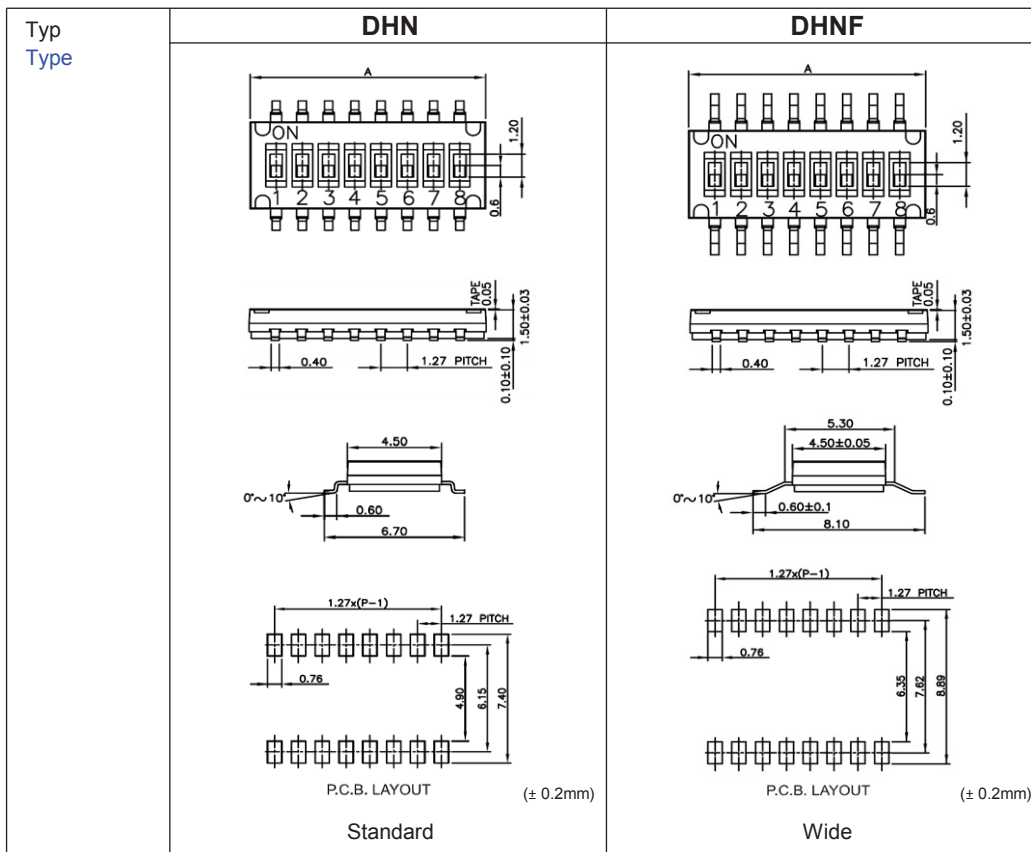 Typ
Type
DHN
A
ON
1 2 3 4 5 6 7 8
1.20
0.6
TAPE
0.05
1.50±0.03
0.10±0.10
0.40
1.27 PITCH
4.50
0°~10°
0.60
6.70
1.27x(P-1)
1.27 PITCH
0.76
4.90
6.15
7.40
P.C.B. LAYOUT
(± 0.2mm)
Standard
DHNF
A
ON
1 2 3 4 5 6 7 8
1.20
0.6
TAPE
0.05
1.50±0.03
0.10±0.10
0.40
1.27 PITCH
5.30
4.50±0.05
0°~10°
0.60±0.1
8.10
1.27x(P-1)
1.27 PITCH
0.76
6.35
7.62
8.89
P.C.B. LAYOUT
(± 0.2mm)
Wide